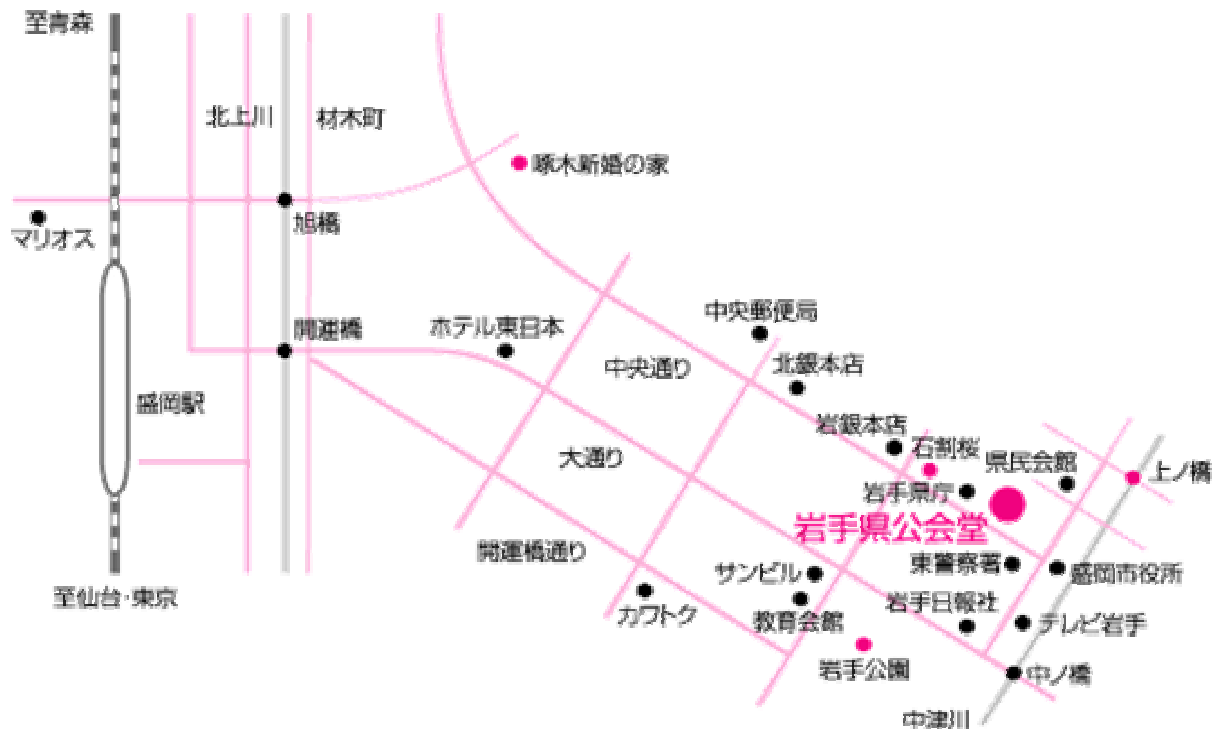 至青森
北上川
材木町
啄木新婚の家
旭橋
マリオス
中央郵便局
開運橋
ホテル東日本
中央通り
北銀本店
盛岡駅
岩銀本店
石割桜
県民会館
上ノ橋
大通り
岩手県庁
岩手県公会堂
開運橋通り
サンビル
東警察署
盛岡市役所
至仙台・東京
カワトク
教育会館
岩手日報社
テレビ岩手
岩手公園
中ノ橋
中津川